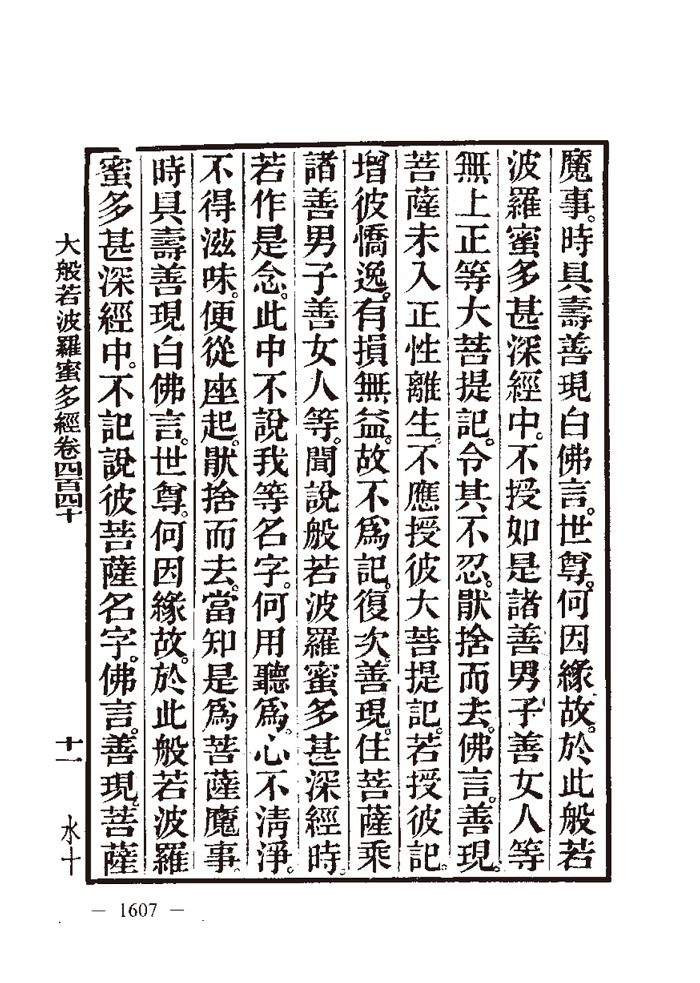 魔事。時具壽善現白佛言。世尊。何因緣故。於此般若
波羅蜜多甚深經中。不授如是諸善男子善女人等
無上正等大菩提記。令其不忍。猒捨而去。佛言。善現。
菩薩未入正性離生。不應授彼大菩提記。若授彼記。
增彼憍逸。有損無益。故不爲記。復次善現。住菩薩乘
諸善男子善女人等。聞說般若波羅蜜多甚深經時。
若作是念。此中不說我等名字。何用聽爲。心不清淨。
不得滋味。便從座起。猒捨而去。當知是爲菩薩魔事。
時具壽善現白佛言。世尊。何因緣故。於此般若波羅
蜜多甚深經中。不記說彼菩薩名字。佛言。善現。菩薩
大般若波羅蜜多經卷四百四十
十一
水十
— 1607 —